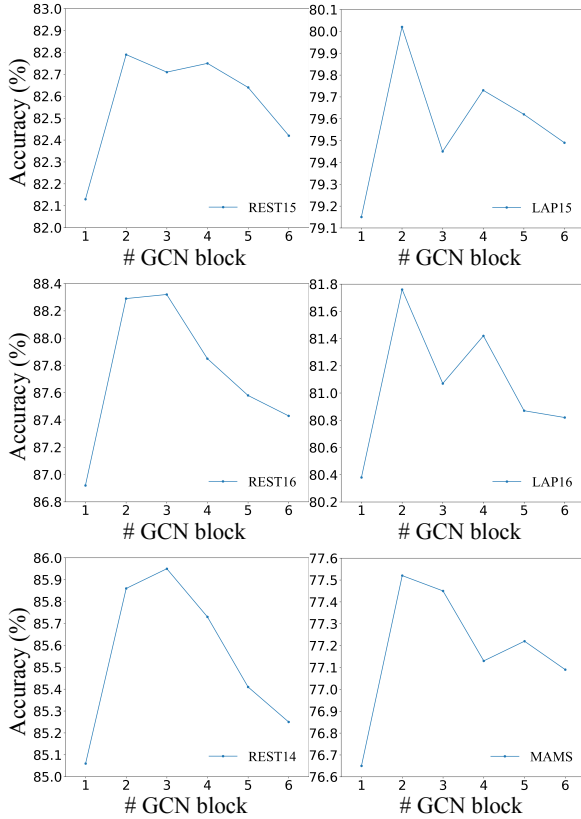 83.0
82.9
82.8
82.7
82.6
82.5
82.4
82.3
82.2
82.1
82.0
Accuracy (%)
1 2 3 4 5 6
# GCN block
REST15
80.1
80.0
79.9
79.8
79.7
79.6
79.5
79.4
79.3
79.2
79.1
1 2 3 4 5 6
# GCN block
LAP15
88.4
88.2
88.0
87.8
87.6
87.4
87.2
87.0
86.8
Accuracy (%)
1 2 3 4 5 6
# GCN block
REST16
81.8
81.6
81.4
81.2
81.0
80.8
80.6
80.4
80.2
1 2 3 4 5 6
# GCN block
LAP16
86.0
85.9
85.8
85.7
85.6
85.5
85.4
85.3
85.2
85.1
85.0
Accuracy (%)
1 2 3 4 5 6
# GCN block
REST14
77.6
77.5
77.4
77.3
77.2
77.1
77.0
76.9
76.8
76.7
76.6
1 2 3 4 5 6
# GCN block
MAMS